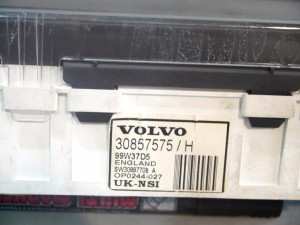 VOLVO
30857575 / H
99W37D5
ENGLAND
SW30887708 A
OP0244-027
UK-NSI